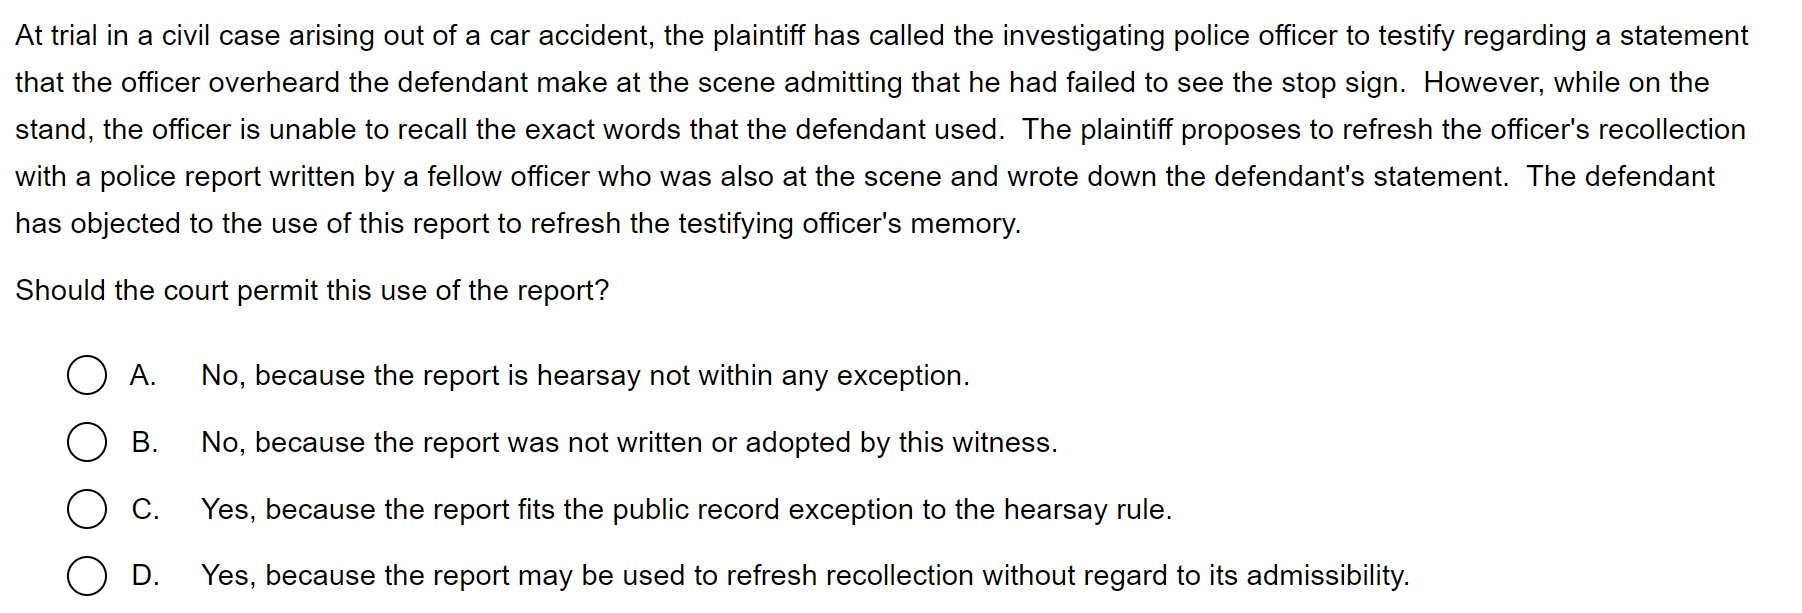 At trial in a civil case arising out of a car accident, the plaintiff has called the investigating police officer to testify regarding a statement
that the officer overheard the defendant make at the scene admitting that he had failed to see the stop sign.  However, while on the
stand, the officer is unable to recall the exact words that the defendant used.  The plaintiff proposes to refresh the officer's recollection
with a police report written by a fellow officer who was also at the scene and wrote down the defendant's statement.  The defendant
has objected to the use of this report to refresh the testifying officer's memory.
Should the court permit this use of the report?
A. No, because the report is hearsay not within any exception.
B. No, because the report was not written or adopted by this witness.
C. Yes, because the report fits the public record exception to the hearsay rule.
D. Yes, because the report may be used to refresh recollection without regard to its admissibility.